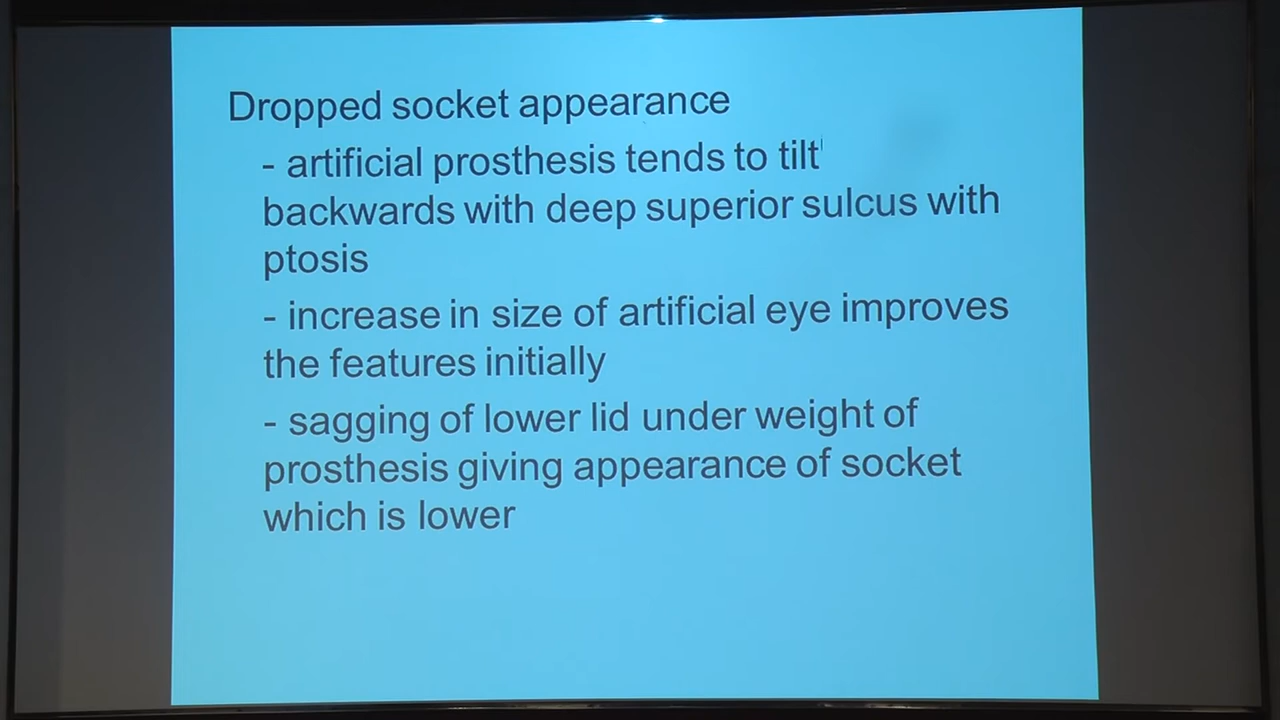 Dropped socket appearance
- artificial prosthesis tends to tilt
backwards with deep superior sulcus with
ptosis
- increase in size of artificial eye improves
the features initially
- sagging of lower lid under weight of
prosthesis giving appearance of socket
which is lower